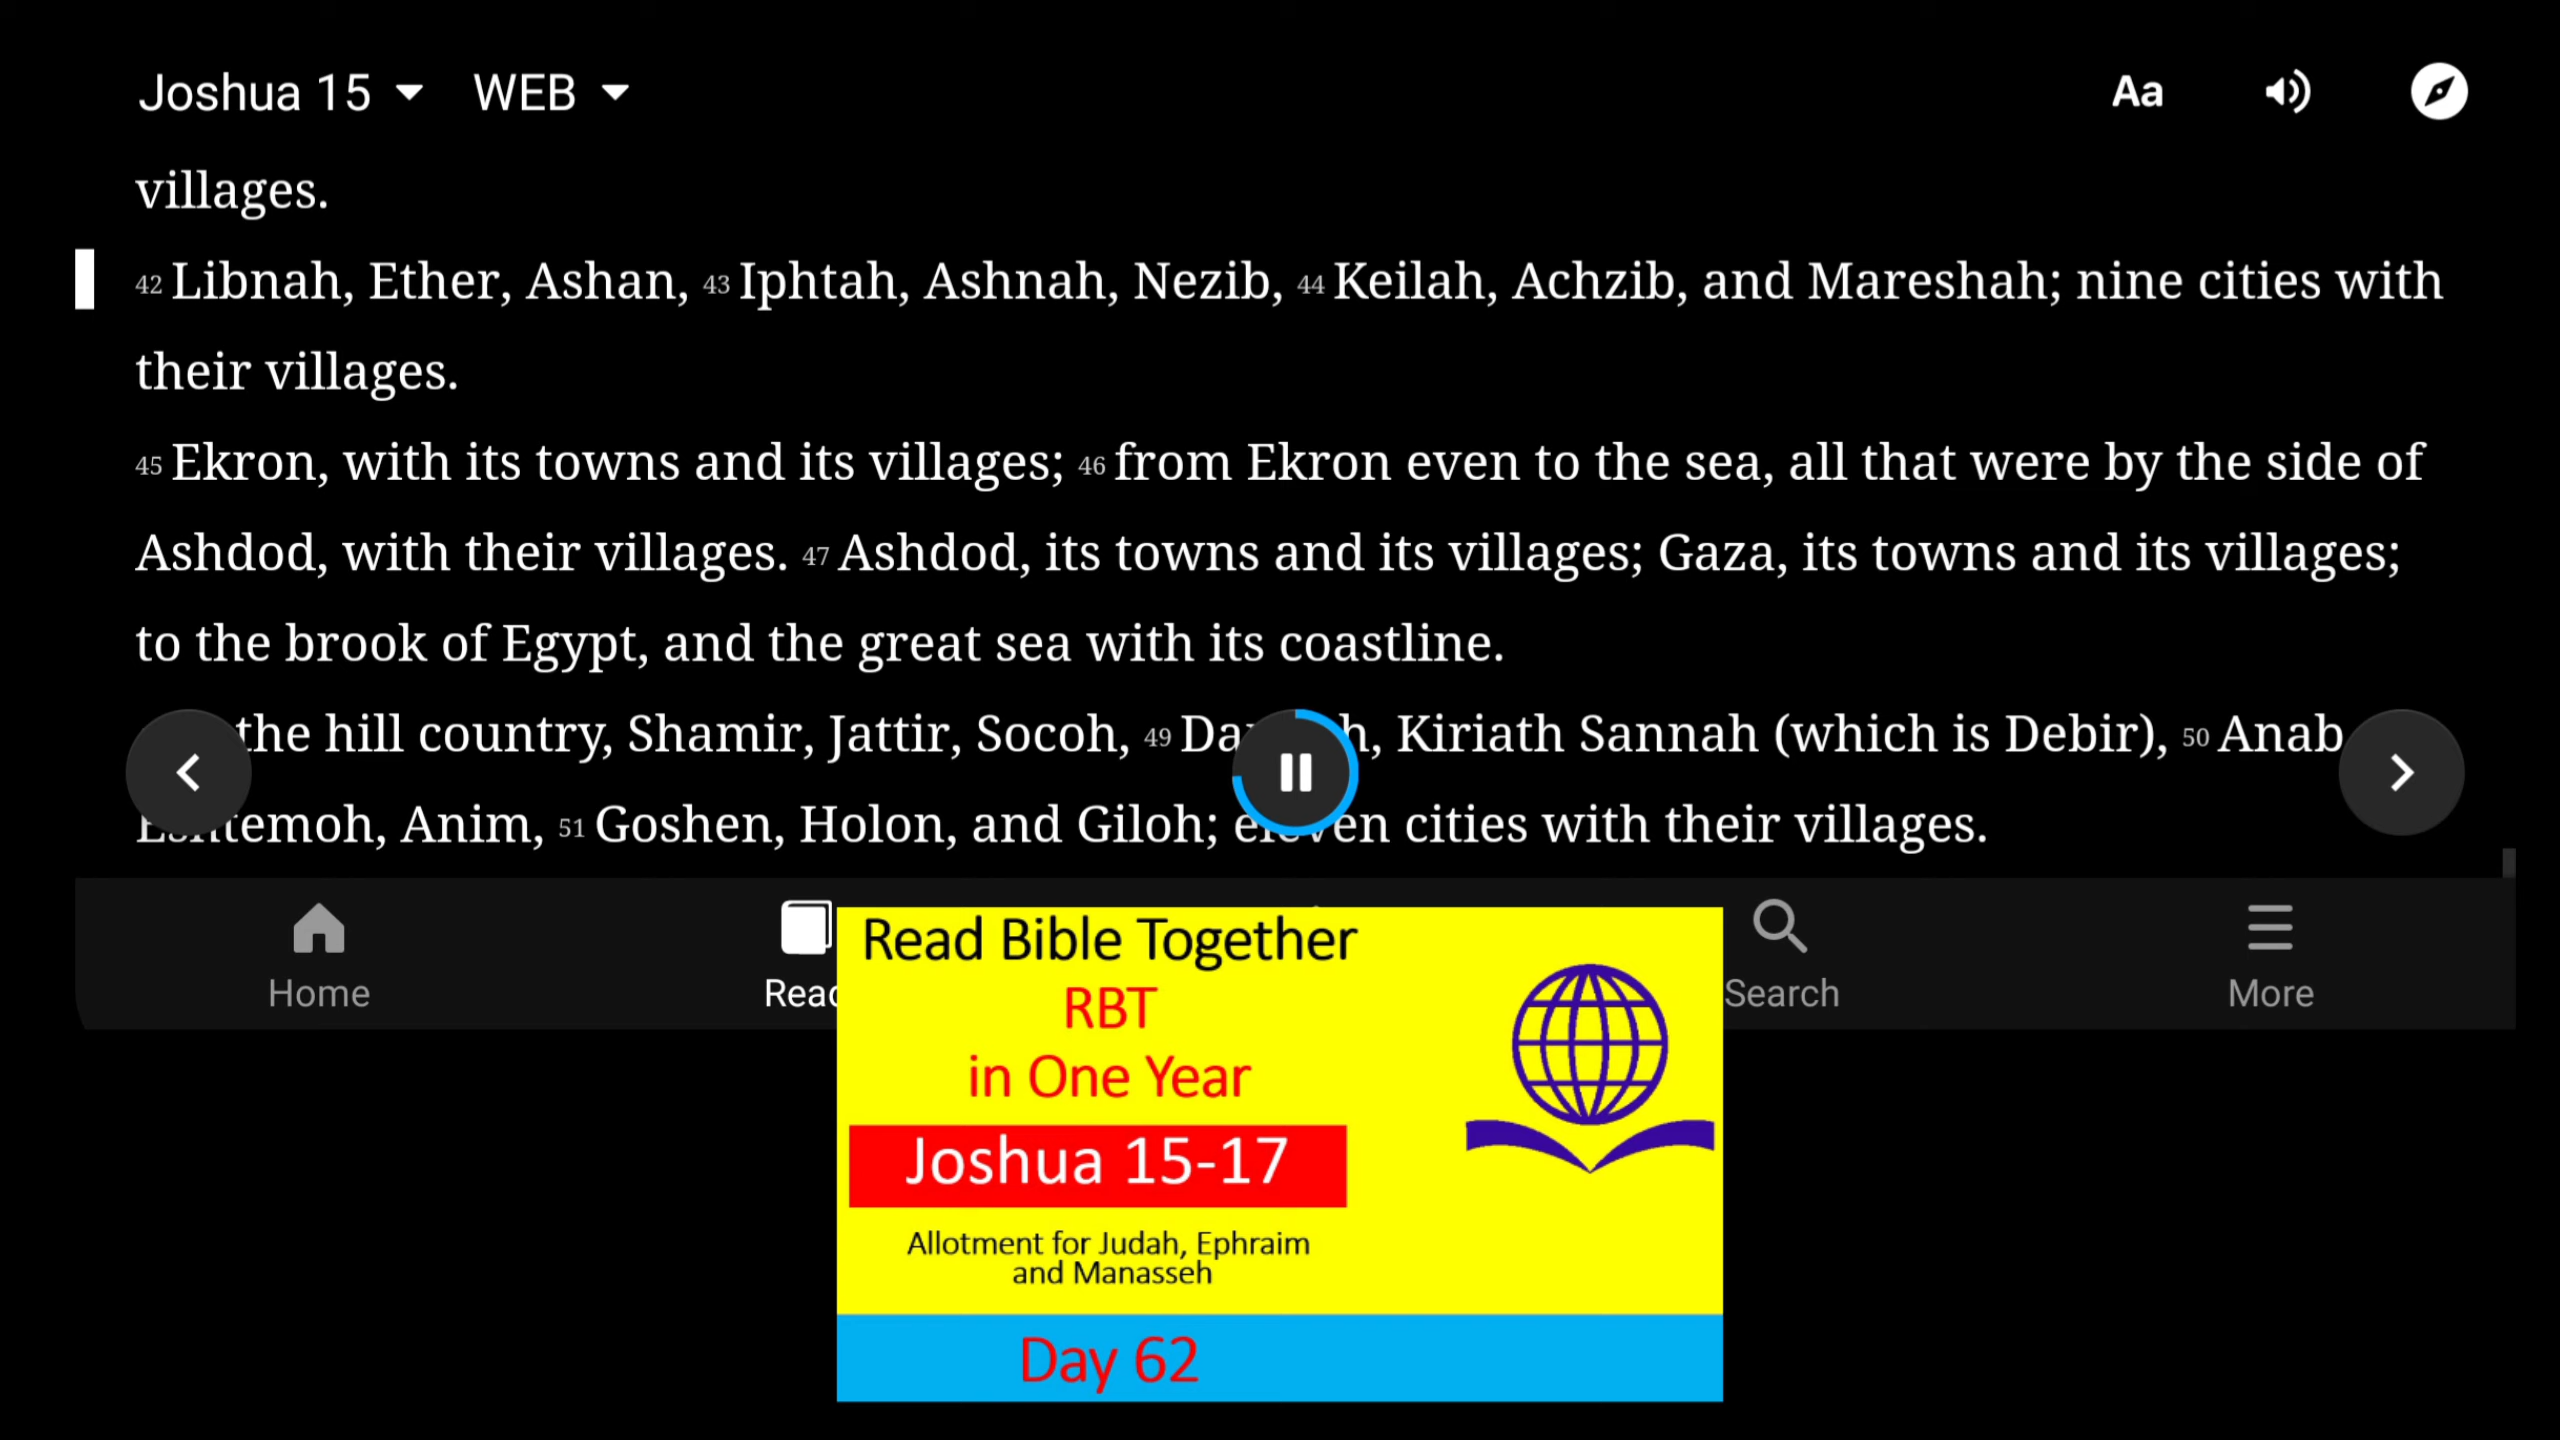 Joshua 15 WEB Aa
villages.
42 Libnah, Ether, Ashan, 43 Iphtah, Ashnah, Nezib, 44 Keilah, Achzib, and Mareshah; nine cities with
their villages.
45 Ekron, with its towns and its villages; 46 from Ekron even to the sea, all that were by the side of
Ashdod, with their villages. 47 Ashdod, its towns and its villages; Gaza, its towns and its villages;
to the brook of Egypt, and the great sea with its coastline.
the hill country, Shamir, Jattir, Socoh, 49 Kiriath Sannah (which is Debir), 50 Anab
Anim, 51 Goshen, Holon, and Giloh; cities with their villages.
Home Search More
Read Bible Together
RBT
in One Year
Joshua 15-17
Allotment for Judah, Ephraim
and Manasseh
Day 62